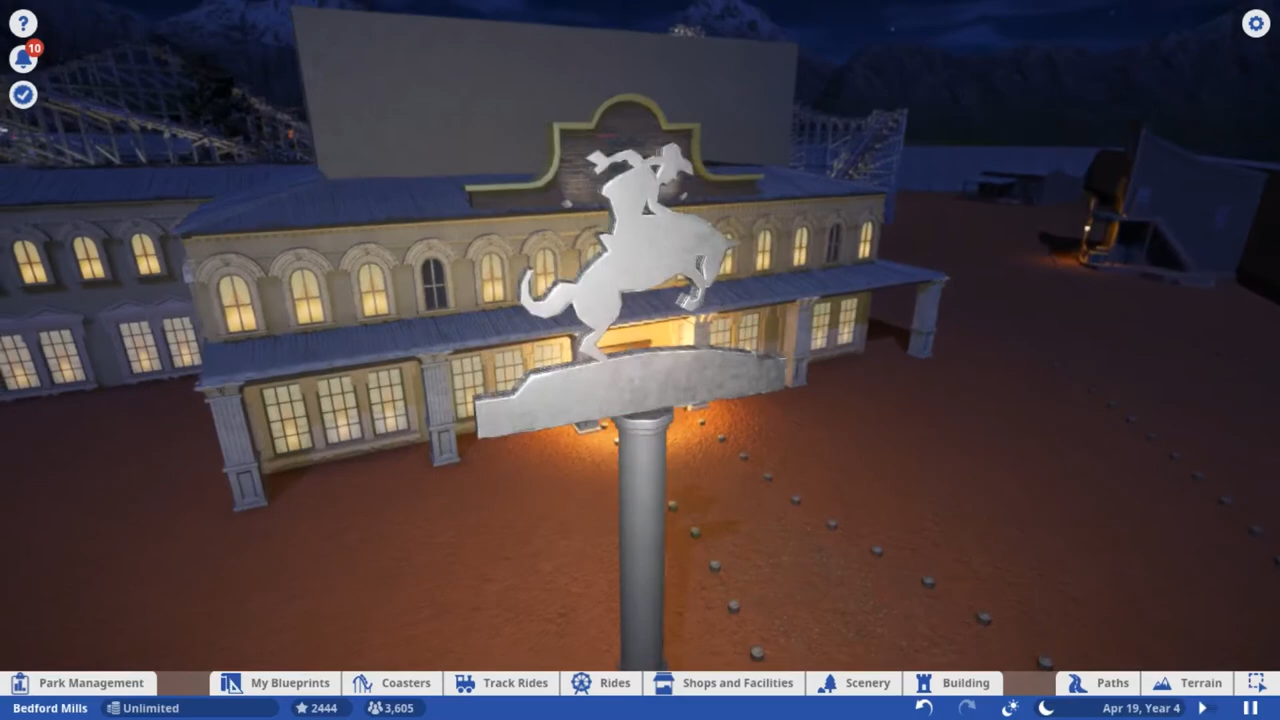 ?
10
Park Management
My Blueprints
Coasters
Track Rides
Rides
Shops and Facilities
Scenery
Building
Paths
Terrain
Bedford Mills
Unlimited
2444
3,605
Apr 19, Year 4